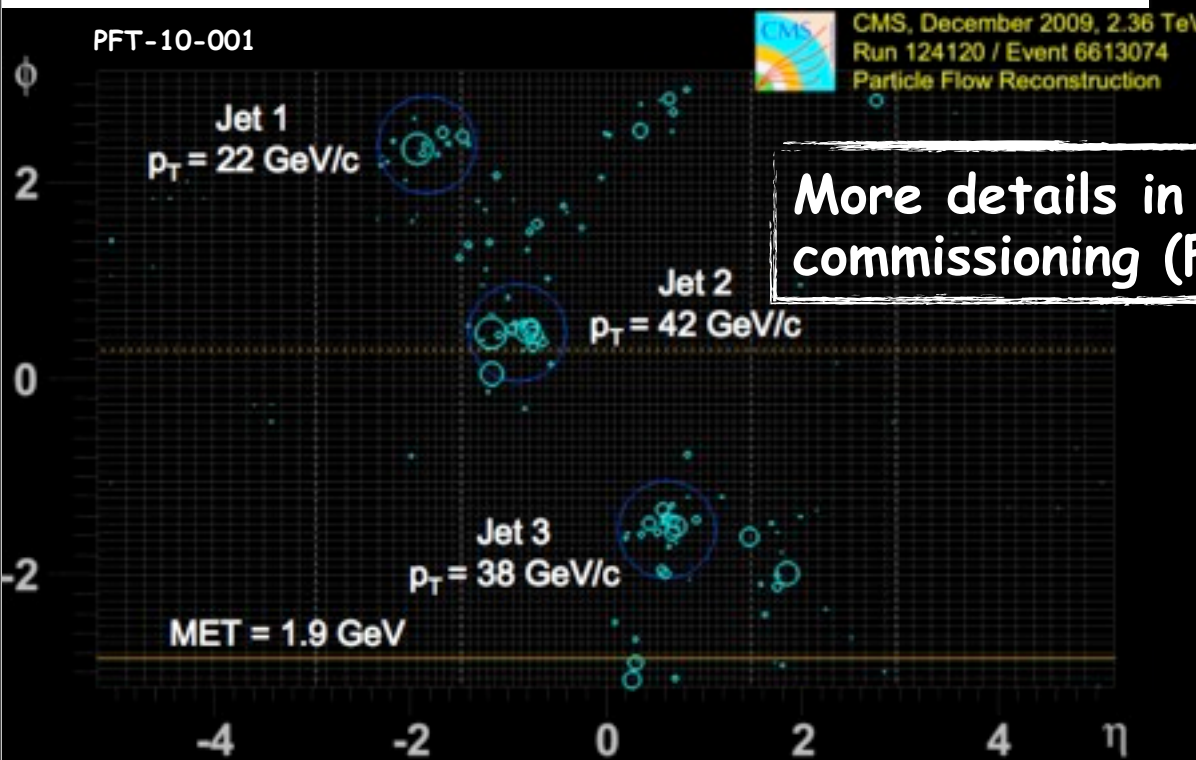 PFT-10-001
CMS
CMS, December 2009, 2.36 TeV
Run 124120 / Event 6613074
Particle Flow Reconstruction
ϕ
Jet 1
pT = 22 GeV/c
More details in
commissioning (
2
Jet 2
pT = 42 GeV/c
0
Jet 3
pT = 38 GeV/c
-2
MET = 1.9 GeV
-4 -2 0 2 4 η